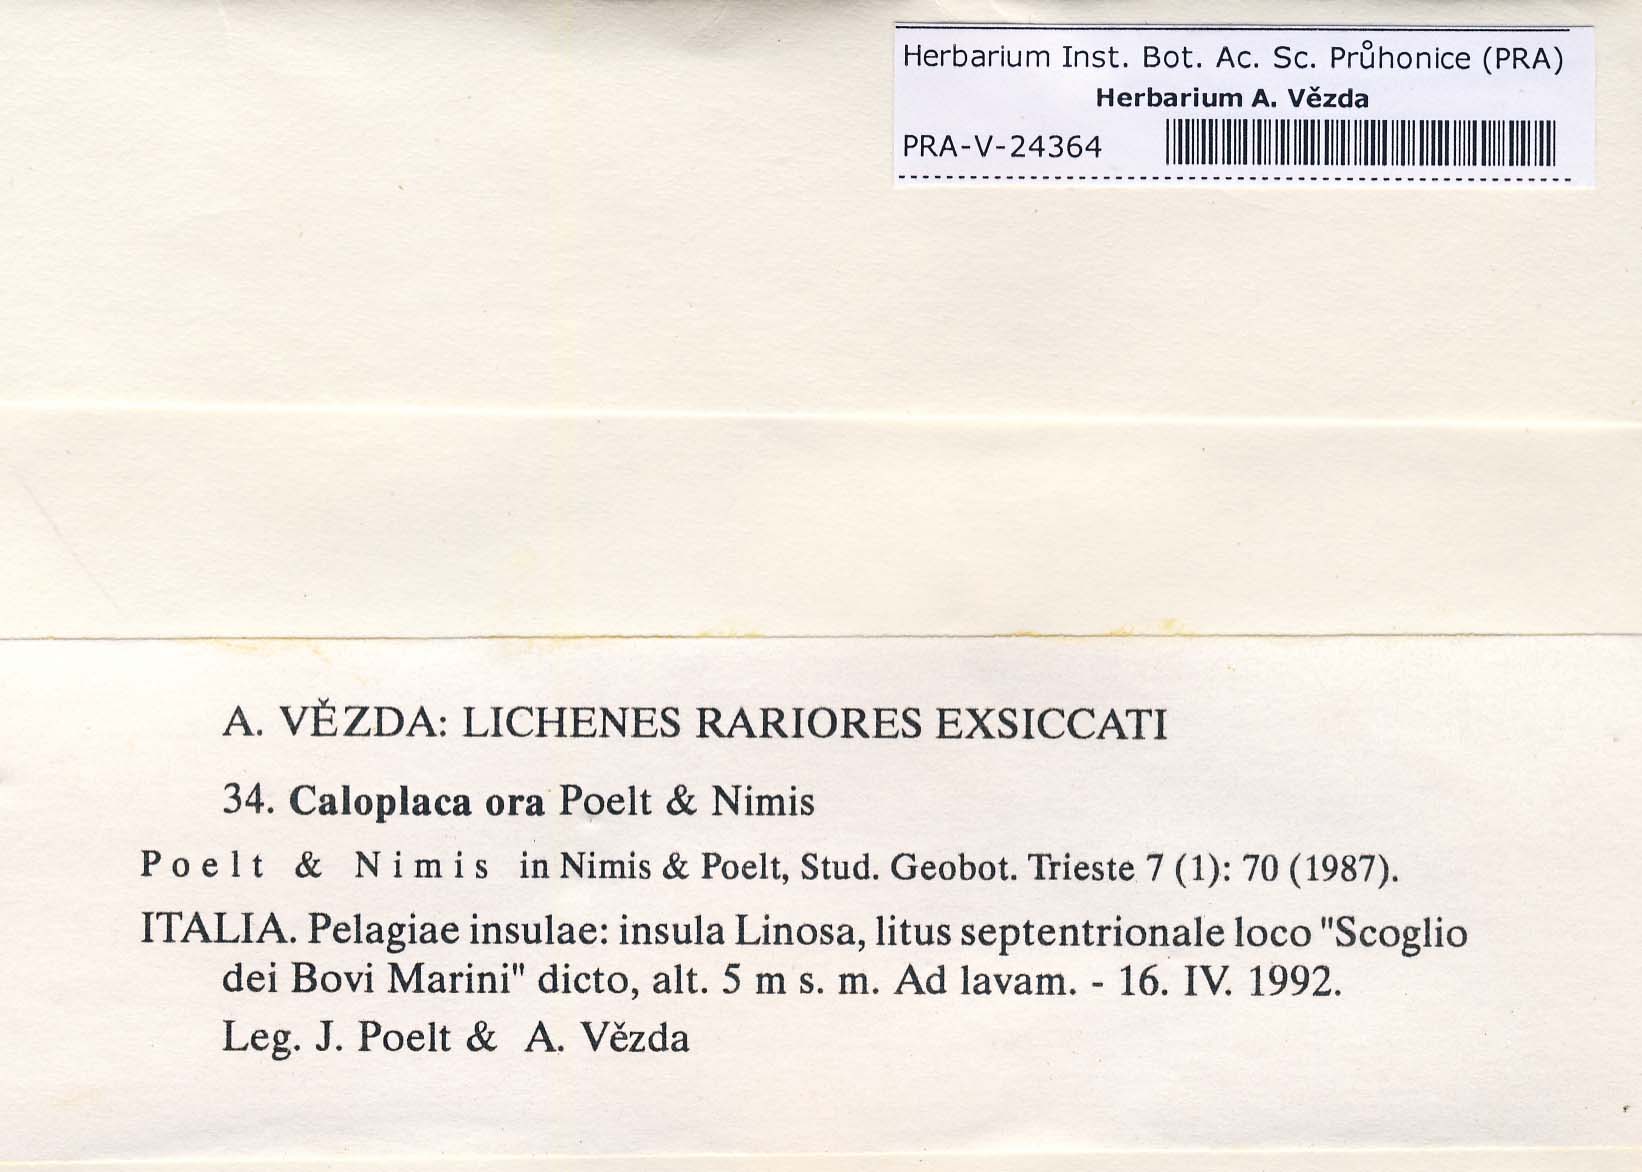 Herbarium Inst. Bot. Ac. Sc. Průhonice (PRA)
Herbarium A. Vězda
PRA-V-24364
A. VĚZDA: LICHENES RARIORES EXSICCATI
34. Caloplaca ora Poelt & Nimis
Poelt & Nimis in Nimis & Poelt, Stud. Geobot. Trieste 7 (1): 70 (1987).
ITALIA. Pelagiae insulae: insula Linosa, litus septentrionale loco "Scoglio
dei Bovi Marini" dicto, alt. 5 m s. m. Ad lavam. - 16. IV. 1992.
Leg. J. Poelt & A. Vězda